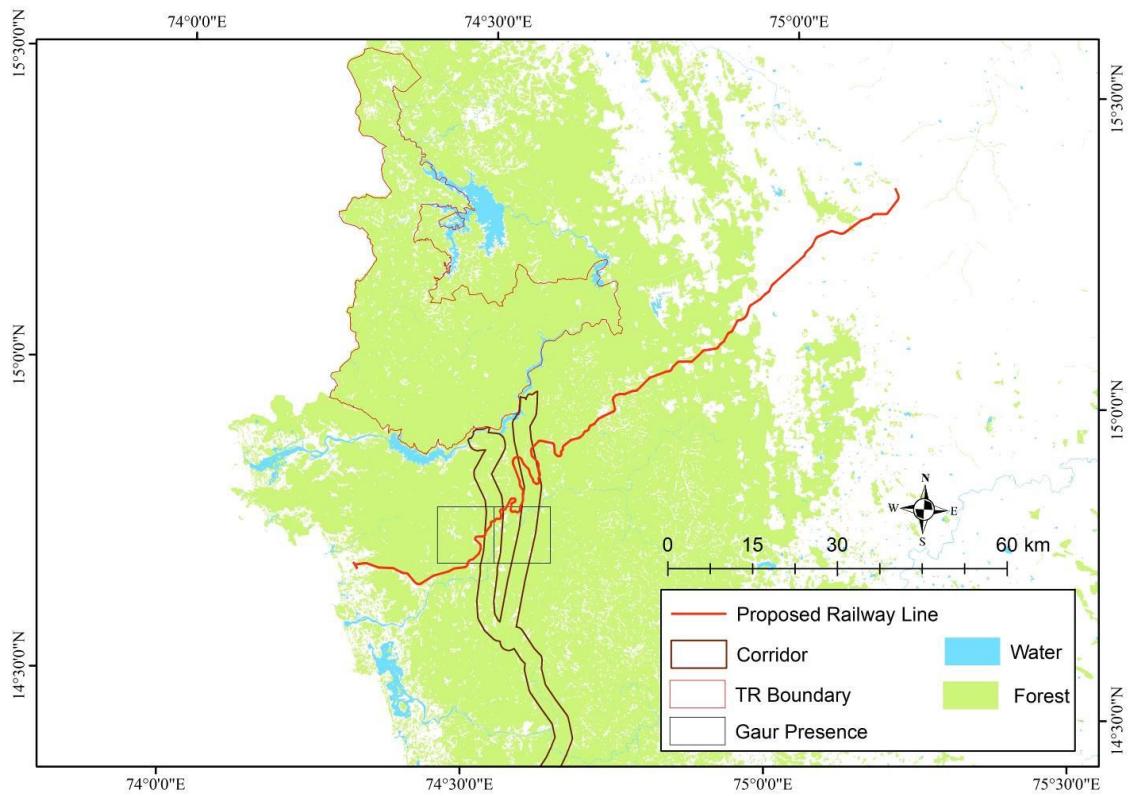 74°0'0"E 74°30'0"E 75°0'0"E
15°30'0"N
15°30'0"N
15°0'0"N
15°0'0"N
N
W E
S
0 15 30 60 km
Proposed Railway Line
Corridor Water
TR Boundary Forest
Gaur Presence
14°30'0"N
14°30'0"N
74°0'0"E 74°30'0"E 75°0'0"E 75°30'0"E